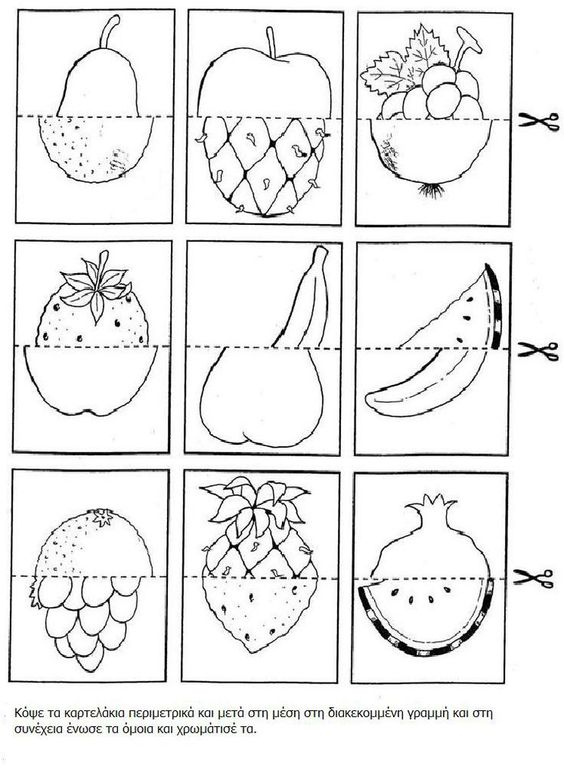 Κόψε τα καρτελάκια περιμετρικά και μετά στη μέση στη διακεκομμένη γραμμή και στη
συνέχεια ένωσε τα όμοια και χρωμάτισέ τα.